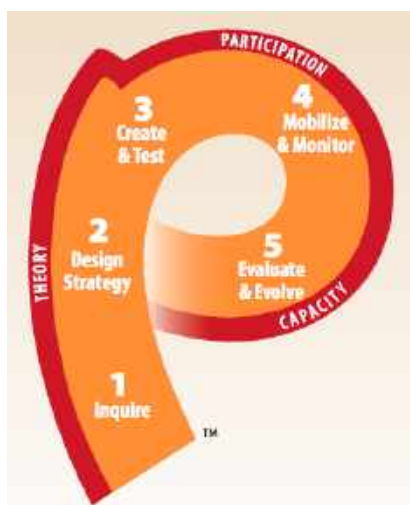 PARTICIPATION
3
Create
& Test
4
Mobilize
& Monitor
THEORY
2
Design
Strategy
5
Evaluate
& Evolve
CAPACITY
1
Inquire
TM